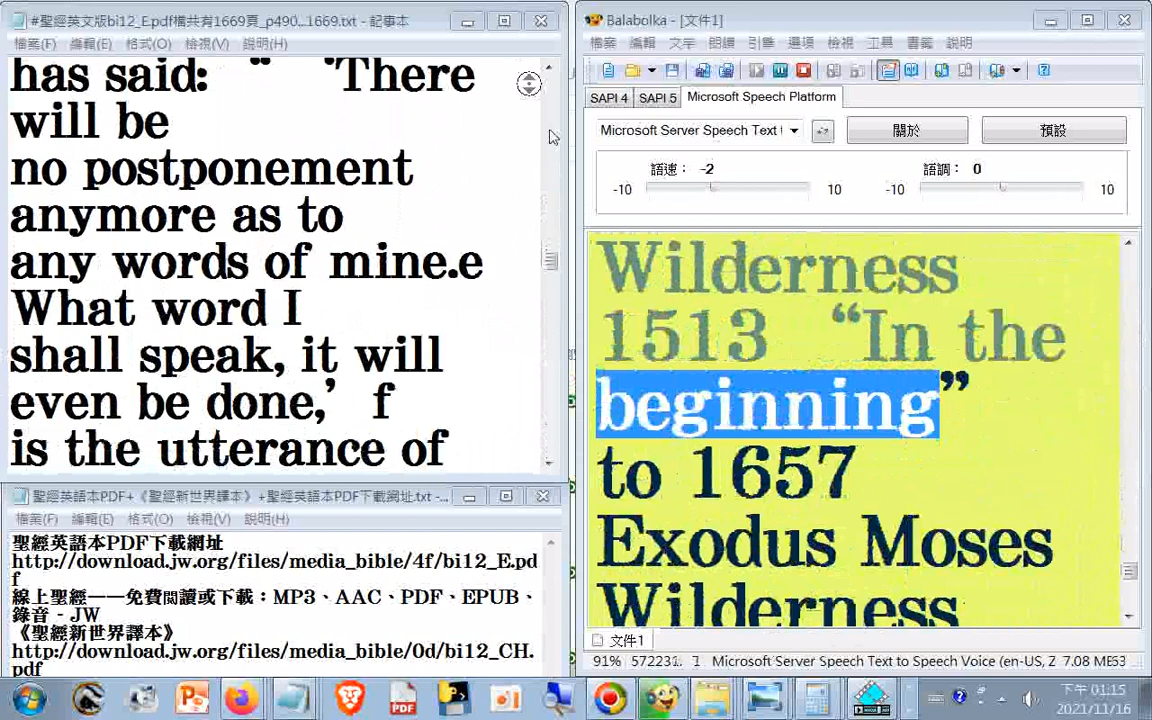 #聖經英文版bi12_E.pdf檔共有1669頁_p490...1669.txt - 記事本
檔案(F) 編輯(E) 格式(O) 檢視(V) 說明(H)
has said: “ ‘There
will be
no postponement
anymore as to
any words of mine.e
What word I
shall speak, it will
even be done,’ f
is the utterance of
聖經英語本PDF+《聖經新世界譯本》+聖經英語本PDF下載網址.txt -...
檔案(F) 編輯(E) 格式(O) 檢視(V) 說明(H)
聖經英語本PDF下載網址
http://download.jw.org/files/media_bible/4f/bi12_E.pd
f
線上聖經——免費閱讀或下載：MP3、AAC、PDF、EPUB、
錄音 - JW
《聖經新世界譯本》
http://download.jw.org/files/media_bible/0d/bi12_CH.
pdf
Balabolka - [文件1]
檔案 編輯 文字 朗讀 引擎 選項 檢視 工具 書籤 說明
SAPI 4 SAPI 5 Microsoft Speech Platform
Microsoft Server Speech Text 關於 預設
語速： -2 語調： 0
-10 10 -10 10
Wilderness
1513 “In the
beginning”
to 1657
Exodus Moses
Wilderness
文件1
91% Microsoft Server Speech Text to Speech Voice (en-US, Z 7.08 МБ
下午 01:15
2021/11/16